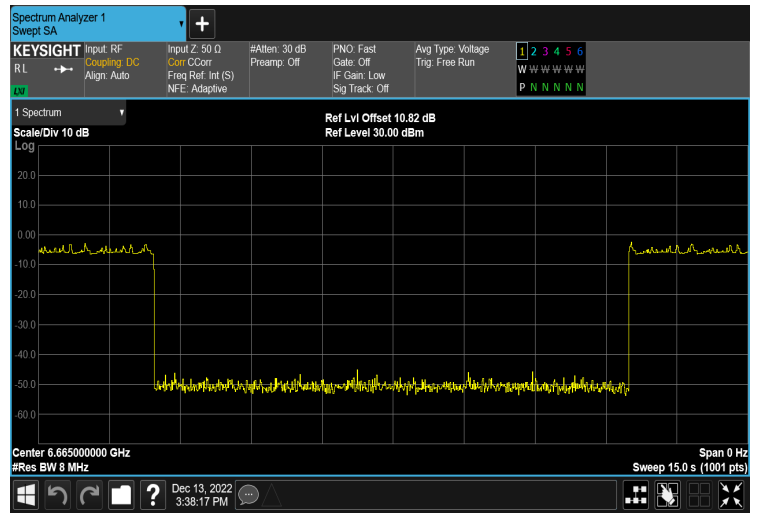 Spectrum Analyzer 1
Swept SA
+
KEYSIGHT
RL
LXI
Input: RF
Coupling: DC
Align: Auto
Input Z: 50 Ω
Corr CCorr
Freq Ref: Int (S)
NFE: Adaptive
#Atten: 30 dB
Preamp: Off
PNO: Fast
Gate: Off
IF Gain: Low
Sig Track: Off
Avg Type: Voltage
Trig: Free Run
1 2 3 4 5 6
W W W W W W
P N N N N N
1 Spectrum
Scale/Div 10 dB
Ref Lvl Offset 10.82 dB
Ref Level 30.00 dBm
Log
20.0
10.0
0.00
-10.0
-20.0
-30.0
-40.0
-50.0
-60.0
Center 6.665000000 GHz
#Res BW 8 MHz
Span 0 Hz
Sweep 15.0 s (1001 pts)
?
Dec 13, 2022
3:38:17 PM